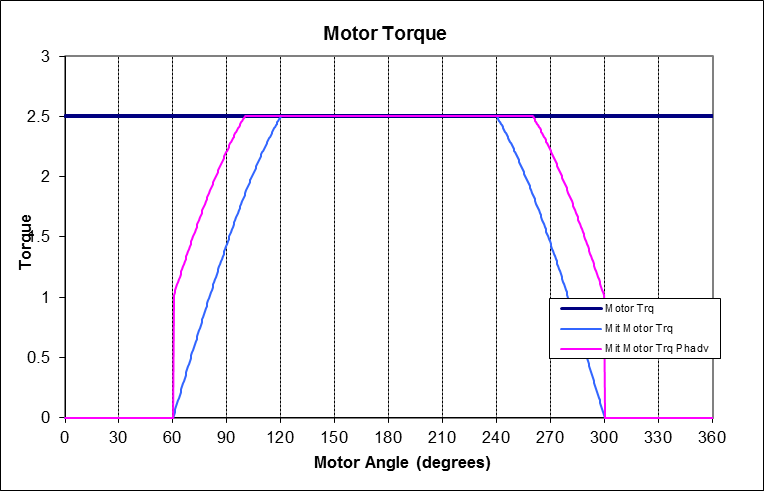 Motor Torque
3
2.5
2
1.5
1
0.5
0
Torque
0 30 60 90 120 150 180 210 240 270 300 330 360
Motor Angle (degrees)
Motor Trq
Mit Motor Trq
Mit Motor Trq Phadv